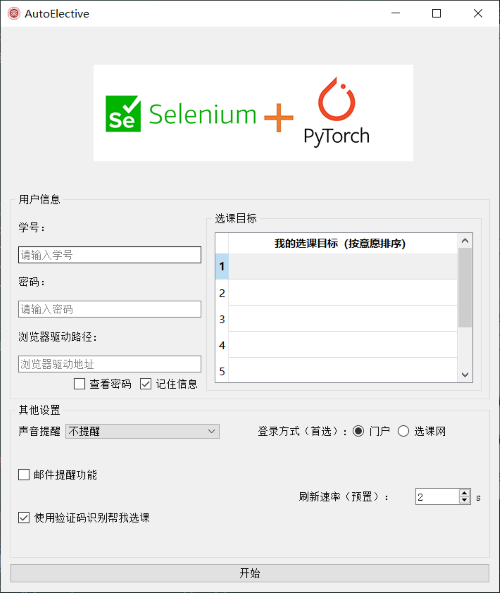 AutoElective
Se Selenium + PyTorch
用户信息
学号：
请输入学号
密码：
请输入密码
浏览器驱动路径：
浏览器驱动地址
查看密码 记住信息
选课目标
我的选课目标（按意愿排序）
1
2
3
4
5
其他设置
声音提醒 不提醒 登录方式（首选）： 门户 选课网
邮件提醒功能
刷新速率（预置）： 2 s
使用验证码识别帮我选课
开始